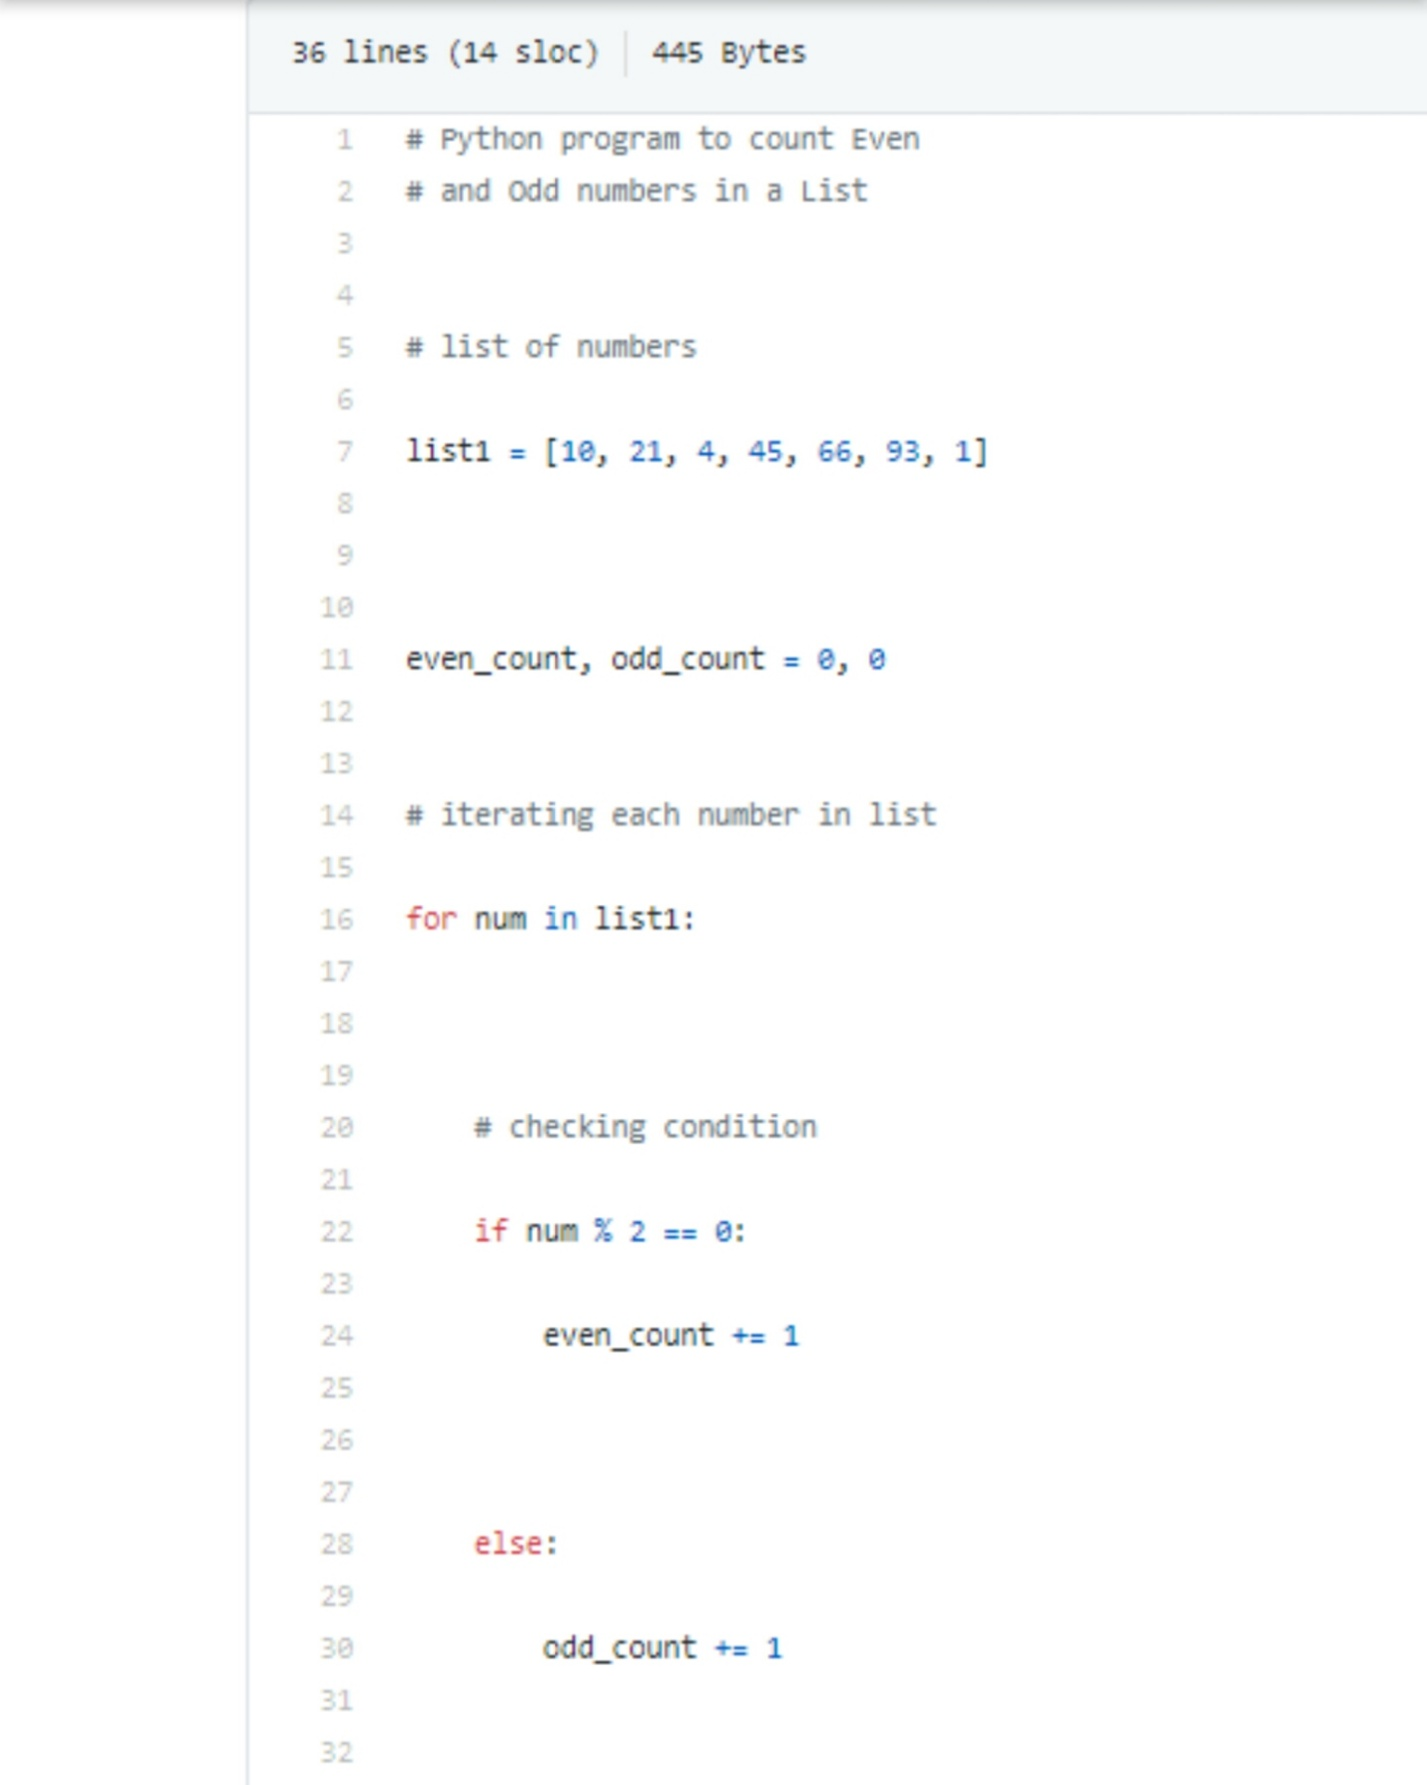 36 lines (14 sloc) 445 Bytes
1 # Python program to count Even
2 # and Odd numbers in a List
3
4
5 # list of numbers
6
7 list1 = [10, 21, 4, 45, 66, 93, 1]
8
9
10
11 even_count, odd_count = 0, 0
12
13
14 # iterating each number in list
15
16 for num in list1:
17
18
19
20     # checking condition
21
22     if num % 2 == 0:
23
24         even_count += 1
25
26
27
28     else:
29
30         odd_count += 1
31
32